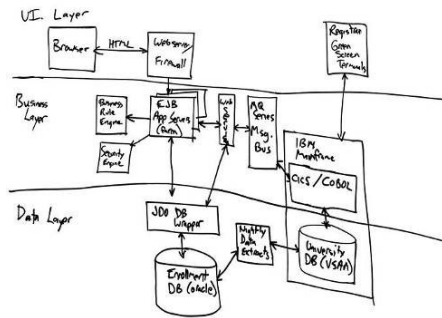 UI. Layer
Browser
HTML
Webserver/
Firewall
Registrar
Green
Screen
Terminals
Business
Layer
Business
Rule
Engine
EJB
App Server
(Farm)
Web
Service
MQ
Series
Msg.
Bus
IBM
Mainframe
Security
Engine
CICS/COBOL
Data Layer
JDO DB
Wrapper
Nightly
Data
Extracts
University
DB (VSAM)
Enrollment
DB (oracle)